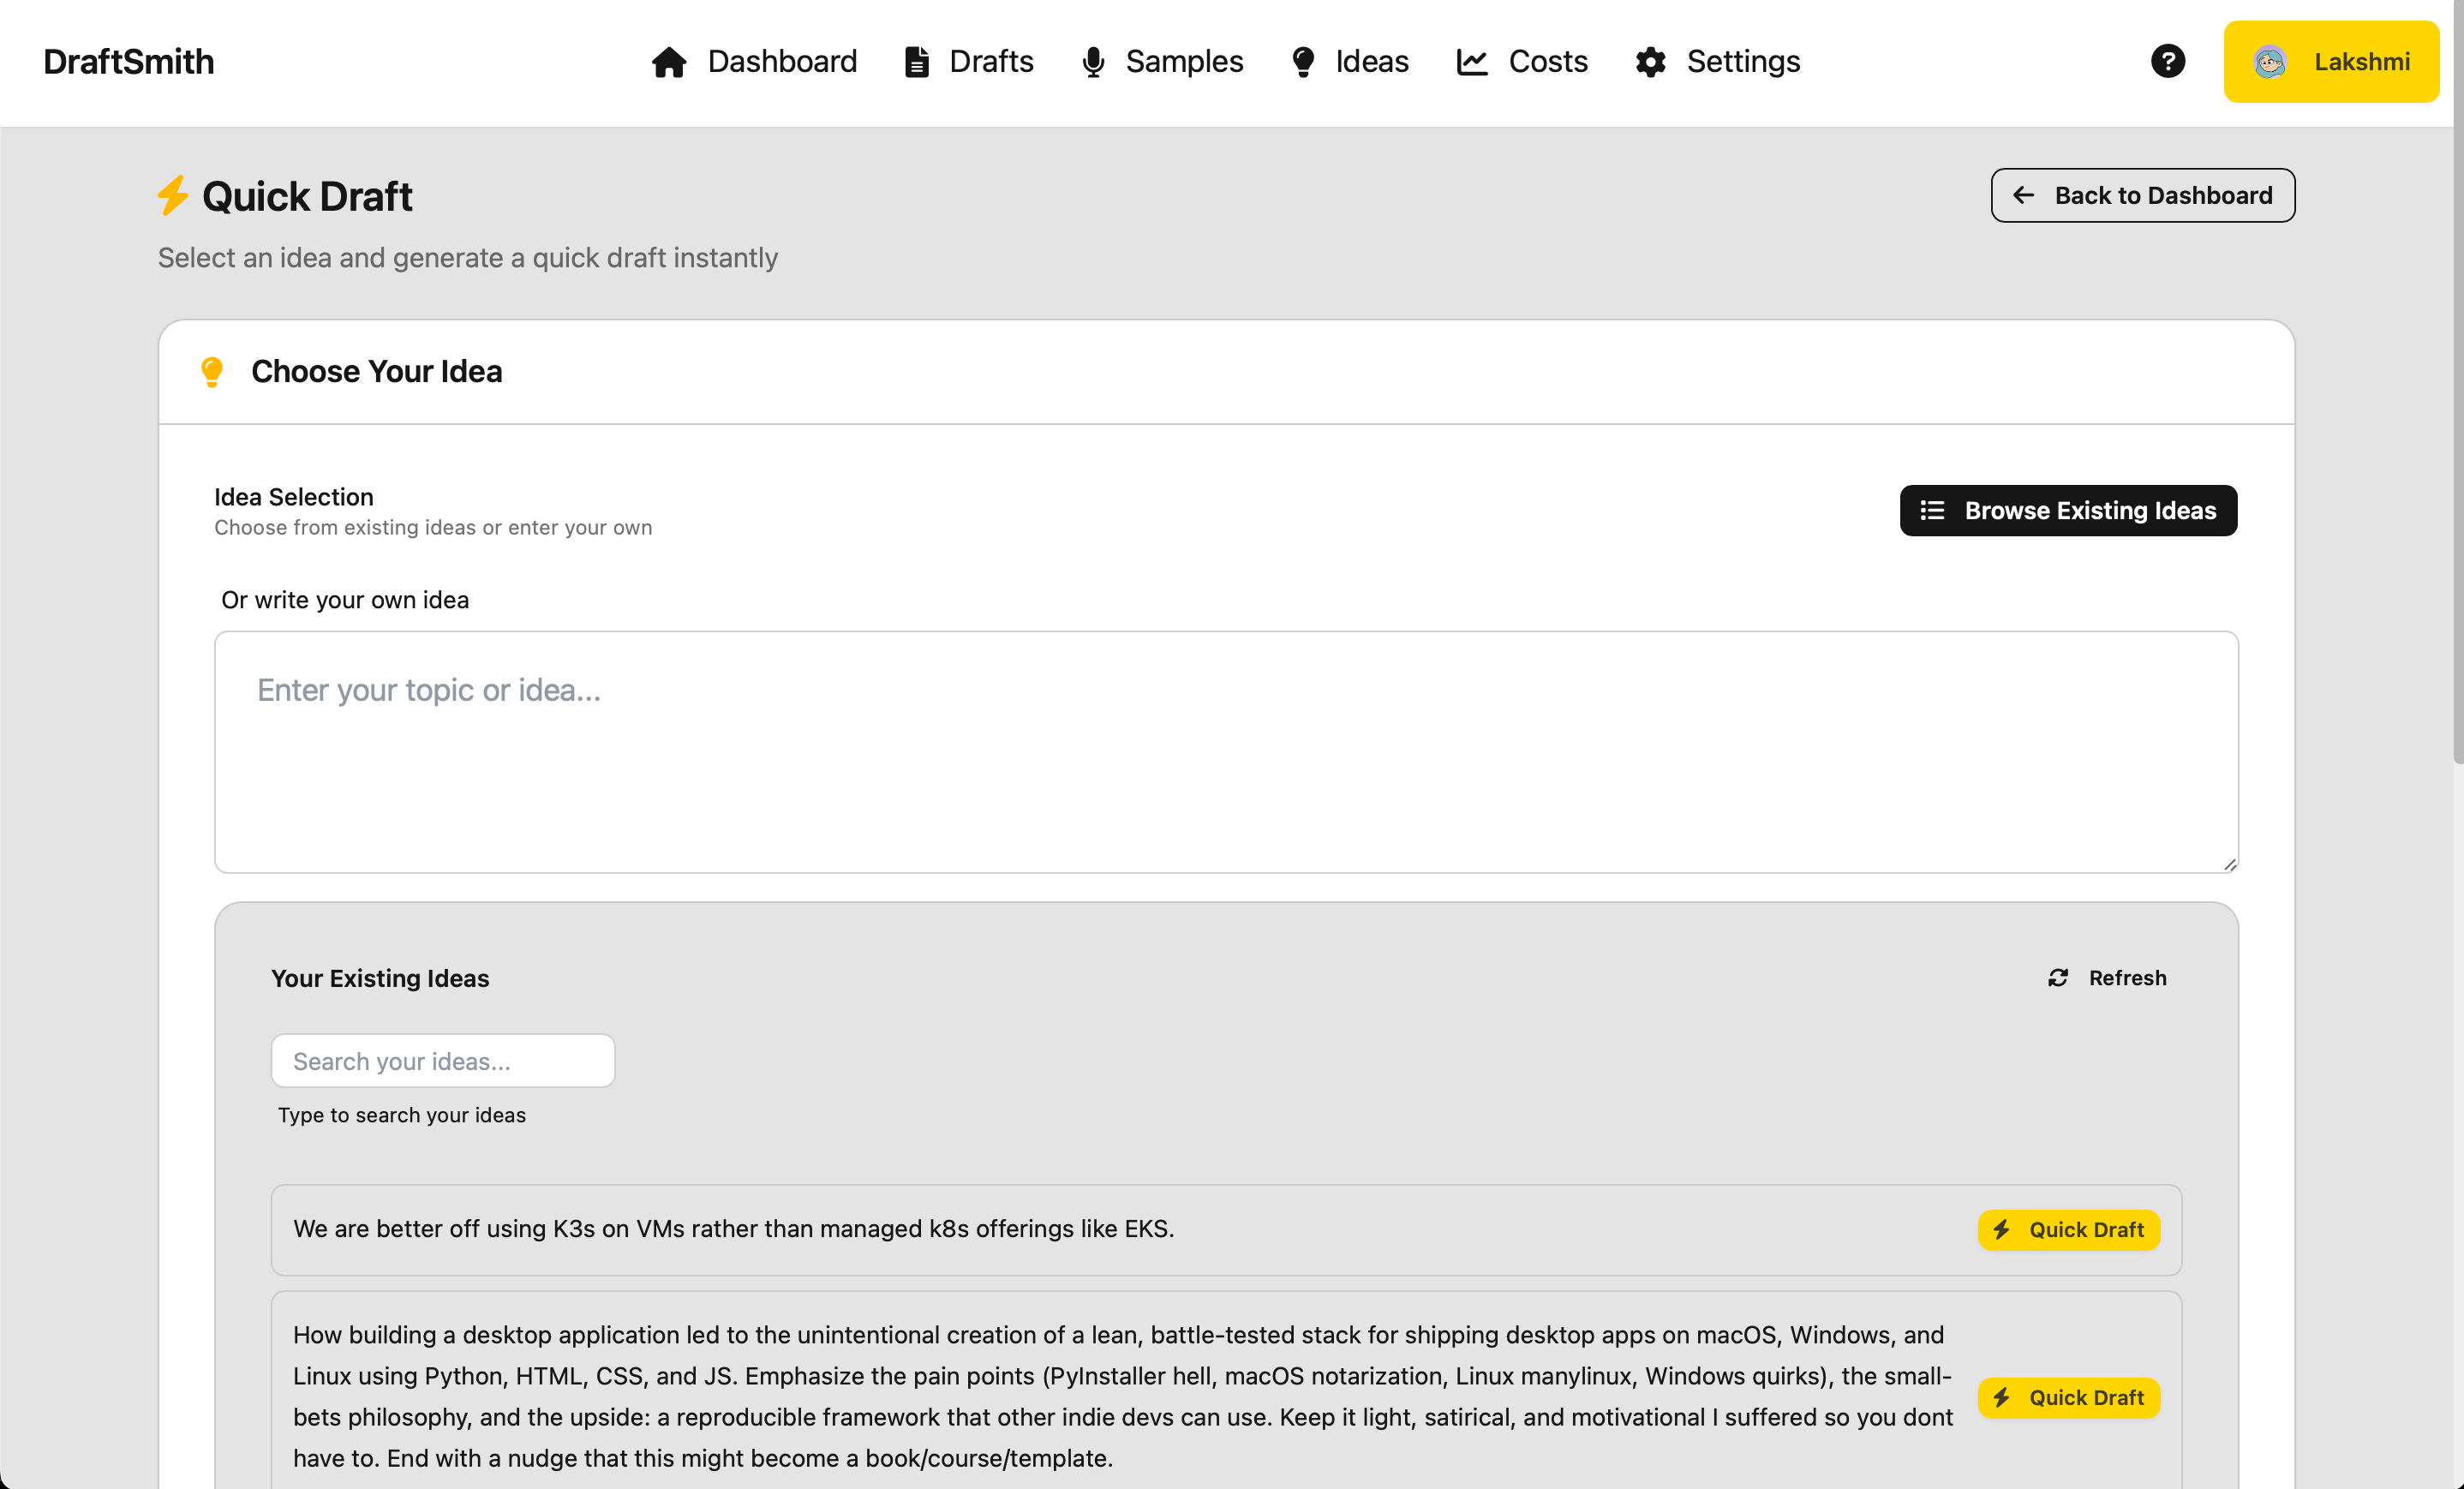 DraftSmith
Dashboard
Drafts
Samples
Ideas
Costs
Settings
?
Lakshmi
Quick Draft
Back to Dashboard
Select an idea and generate a quick draft instantly
Choose Your Idea
Idea Selection
Choose from existing ideas or enter your own
Browse Existing Ideas
Or write your own idea
Enter your topic or idea...
Your Existing Ideas
Refresh
Search your ideas...
Type to search your ideas
We are better off using K3s on VMs rather than managed k8s offerings like EKS.
Quick Draft
How building a desktop application led to the unintentional creation of a lean, battle-tested stack for shipping desktop apps on macOS, Windows, and
Linux using Python, HTML, CSS, and JS. Emphasize the pain points (PyInstaller hell, macOS notarization, Linux manylinux, Windows quirks), the small-
bets philosophy, and the upside: a reproducible framework that other indie devs can use. Keep it light, satirical, and motivational I suffered so you dont
have to. End with a nudge that this might become a book/course/template.
Quick Draft